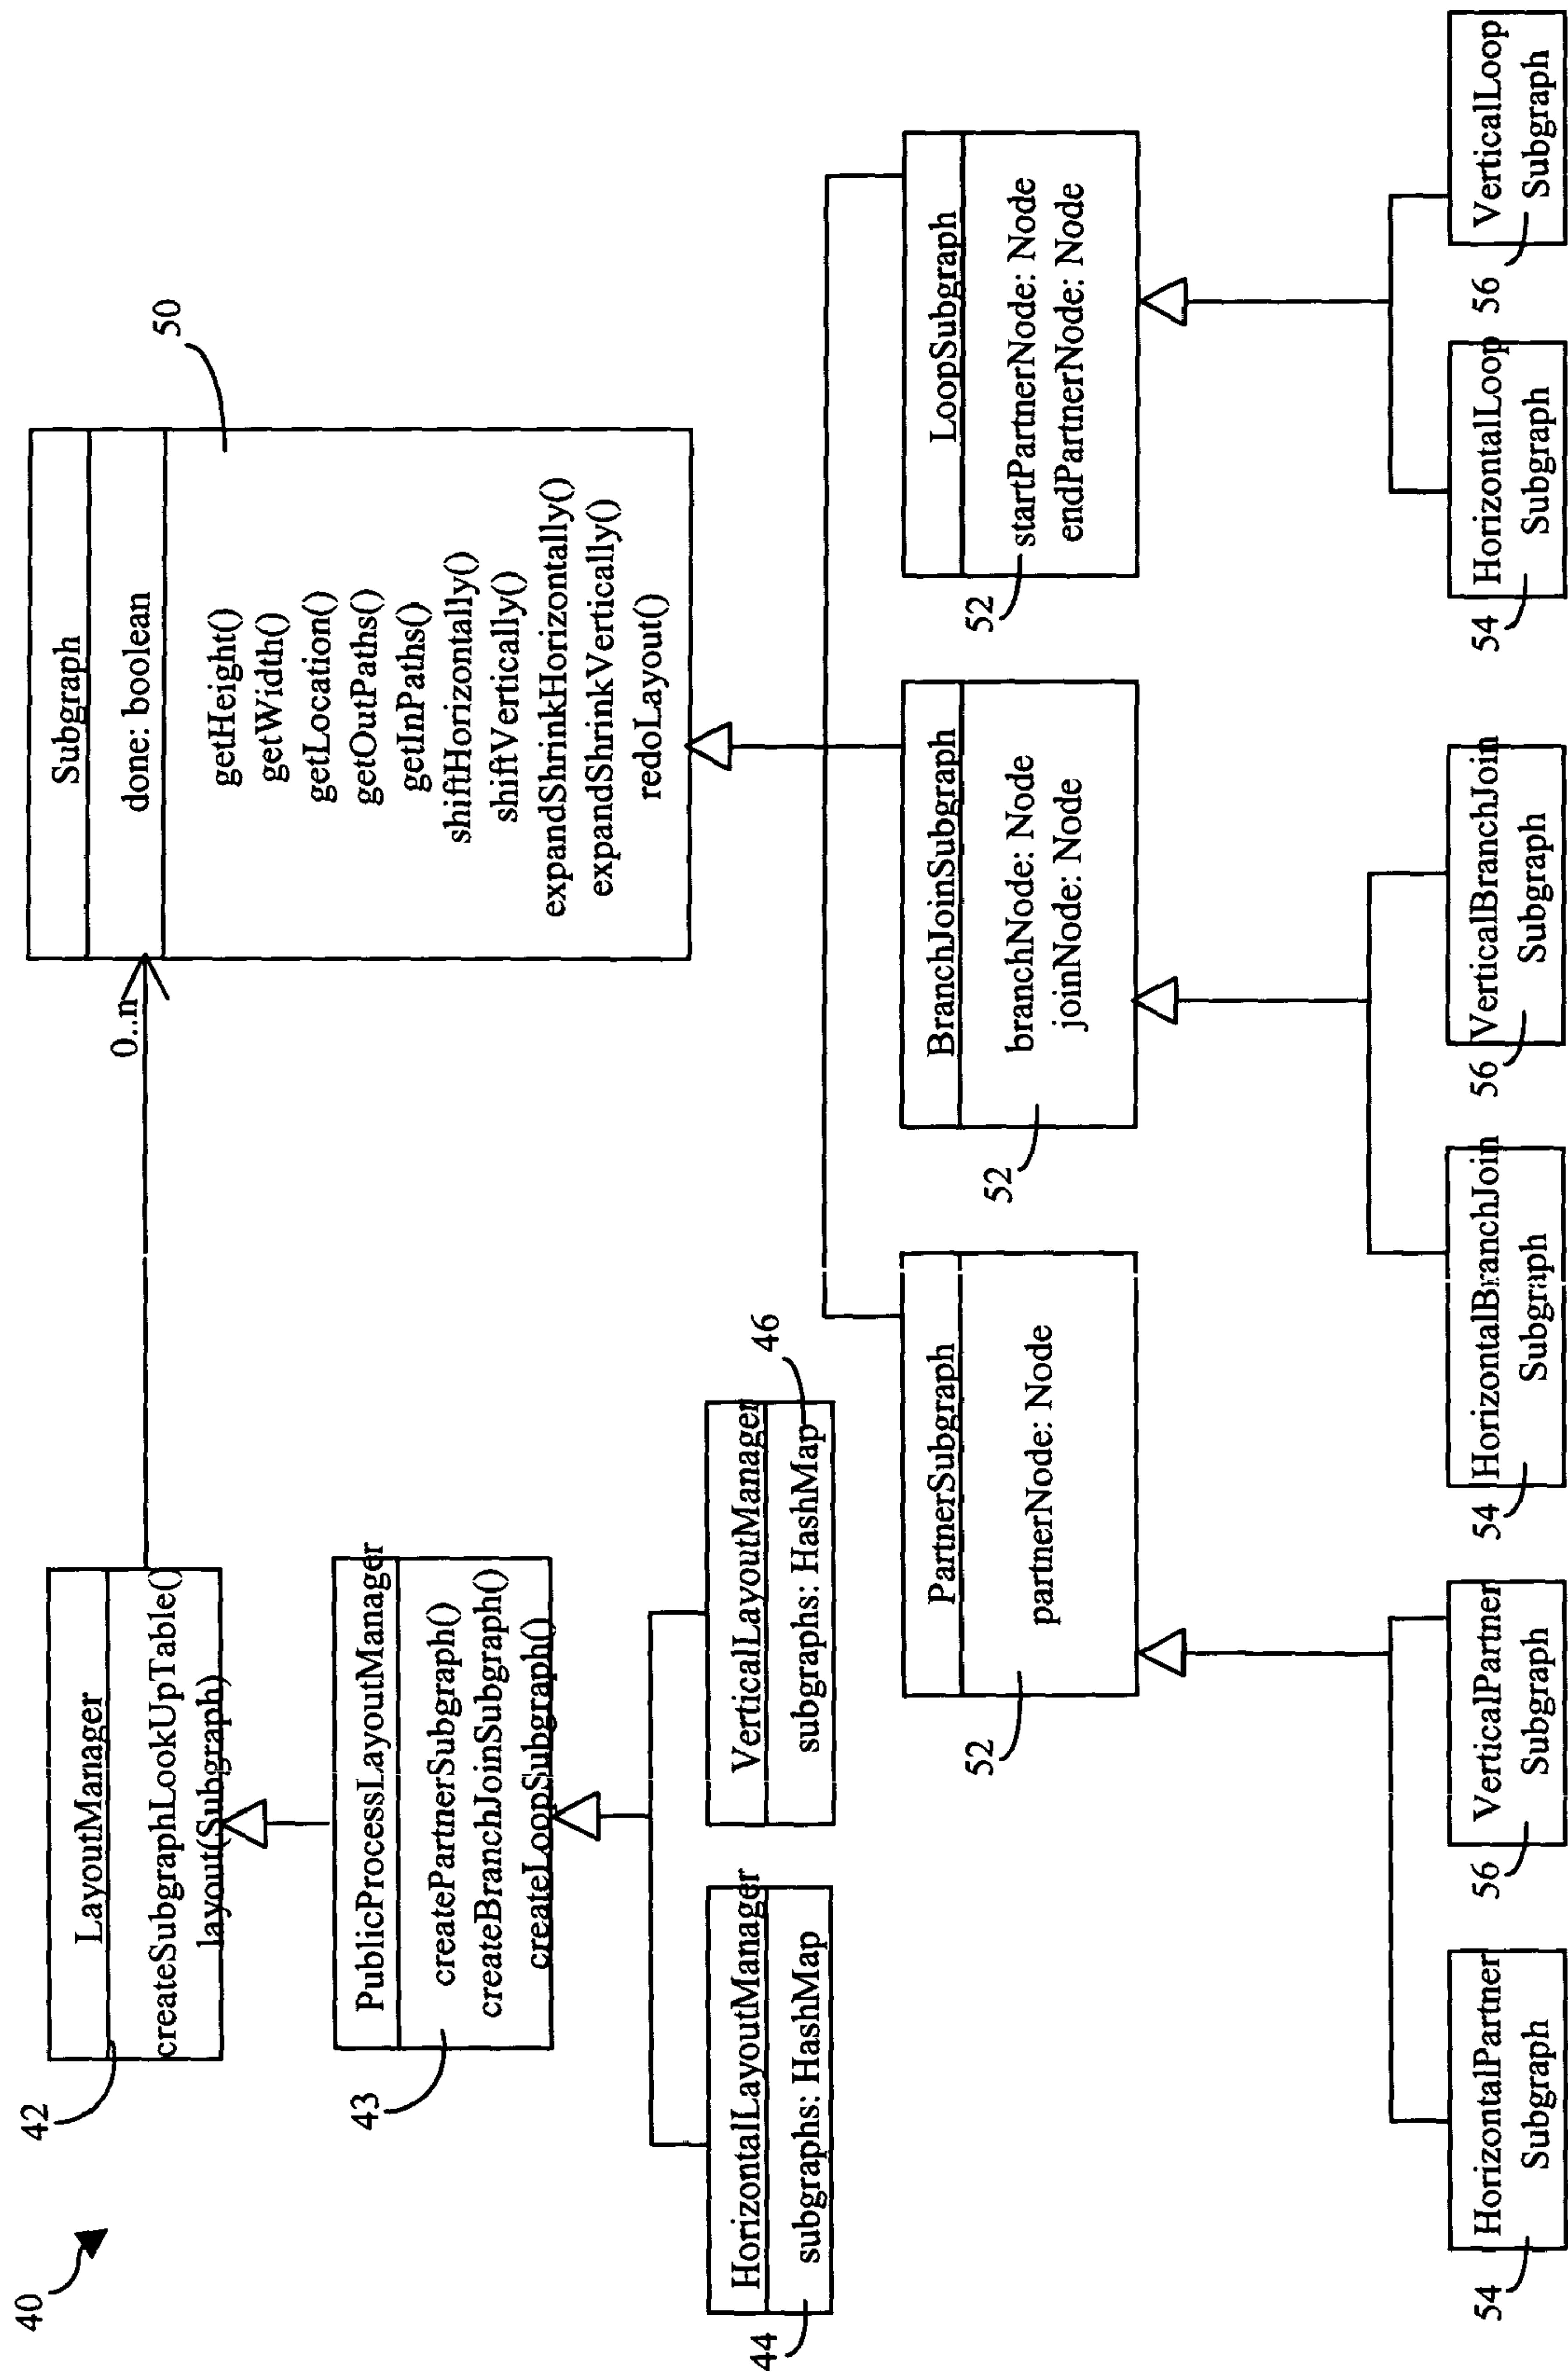 40
42
LayoutManager
createSubgraphLookUpTable()
layout(Subgraph)
0..n
Subgraph
done: boolean
50
getHeight()
getWidth()
getLocation()
getOutPaths()
getInPaths()
shiftHorizontally()
shiftVertically()
expandShrinkHorizontally()
expandShrinkVertically()
redoLayout()
43
PublicProcessLayoutManager
createPartnerSubgraph()
createBranchJoinSubgraph()
createLoopSubgraph()
44
HorizontalLayoutManager
subgraphs: HashMap
VerticalLayoutManager
subgraphs: HashMap
46
52
PartnerSubgraph
partnerNode: Node
52
BranchJoinSubgraph
branchNode: Node
joinNode: Node
52
LoopSubgraph
startPartnerNode: Node
endPartnerNode: Node
54
HorizontalPartner
Subgraph
56
VerticalPartner
Subgraph
54
HorizontalBranchJoin
Subgraph
56
VerticalBranchJoin
Subgraph
54
HorizontalLoop
Subgraph
56
VerticalLoop
Subgraph